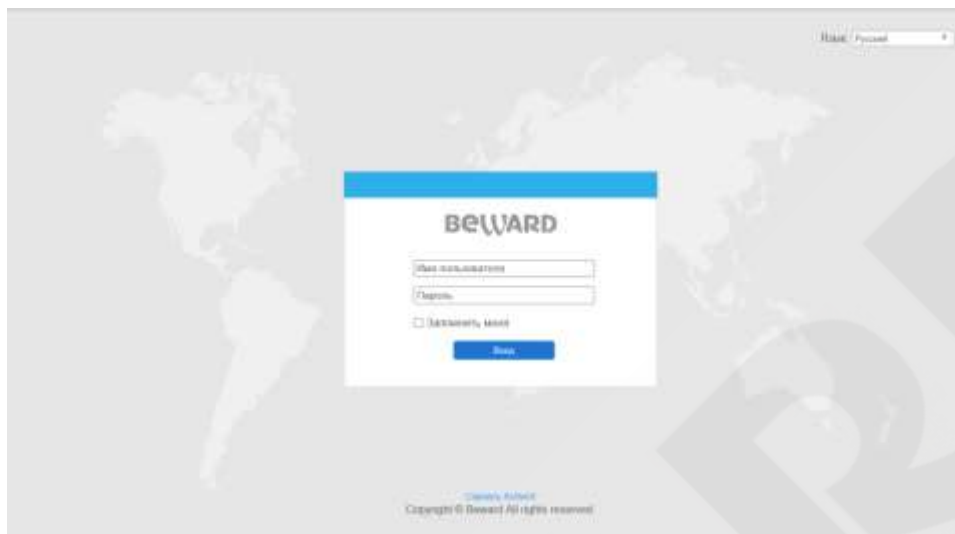 Язык: Русский
BEWARD
Имя пользователя
Пароль
Запомнить меня
Вход
Скачать ActiveX
Copyright © Beward All rights reserved